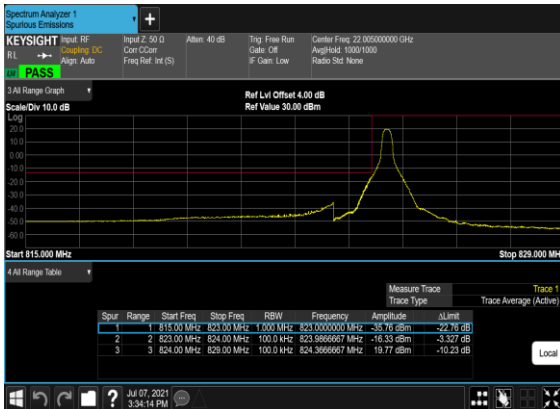 Spectrum Analyzer 1
Spurious Emissions
KEYSIGHT Input: RF Input Z: 50 Ω Atten: 40 dB Trig: Free Run Center Freq: 22.005000000 GHz
RL Coupling: DC Corr CCorr Gate: Off Avg|Hold: 1000/1000
Align: Auto Freq Ref: Int (S) IF Gain: Low Radio Std: None
PASS
3 All Range Graph
Ref Lvl Offset 4.00 dB
Scale/Div 10.0 dB Ref Value 30.00 dBm
Log
20.0
10.0
0.00
-10.0
-20.0
-30.0
-40.0
-50.0
-60.0
Start 815.000 MHz Stop 829.000 MH
4 All Range Table
Measure Trace Trace 1
Trace Type Trace Average (Active)
Spur Range Start Freq Stop Freq RBW Frequency Amplitude ΔLimit
1 1 815.00 MHz 823.00 MHz 1.000 MHz 823.0000000 MHz -35.76 dBm -22.76 dB
2 2 823.00 MHz 824.00 MHz 100.0 kHz 823.9866667 MHz -16.33 dBm -3.327 dB
3 3 824.00 MHz 829.00 MHz 100.0 kHz 824.3666667 MHz 19.77 dBm -10.23 dB
Local
Jul 07, 2021
3:34:14 PM